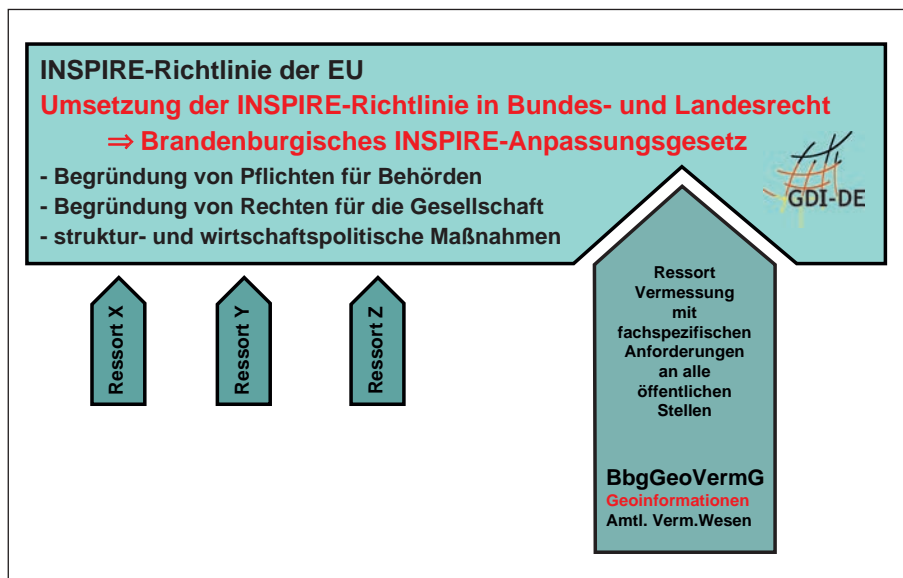 INSPIRE-Richtlinie der EU
Umsetzung der INSPIRE-Richtlinie in Bundes- und Landesrecht
⇒ Brandenburgisches INSPIRE-Anpassungsgesetz
- Begründung von Pflichten für Behörden
- Begründung von Rechten für die Gesellschaft
- struktur- und wirtschaftspolitische Maßnahmen
GDI-DE
Ressort X
Ressort Y
Ressort Z
Ressort
Vermessung
mit
fachspezifischen
Anforderungen
an alle
öffentlichen
Stellen
BbgGeoVermG
Geoinformationen
Amtl. Verm.Wesen